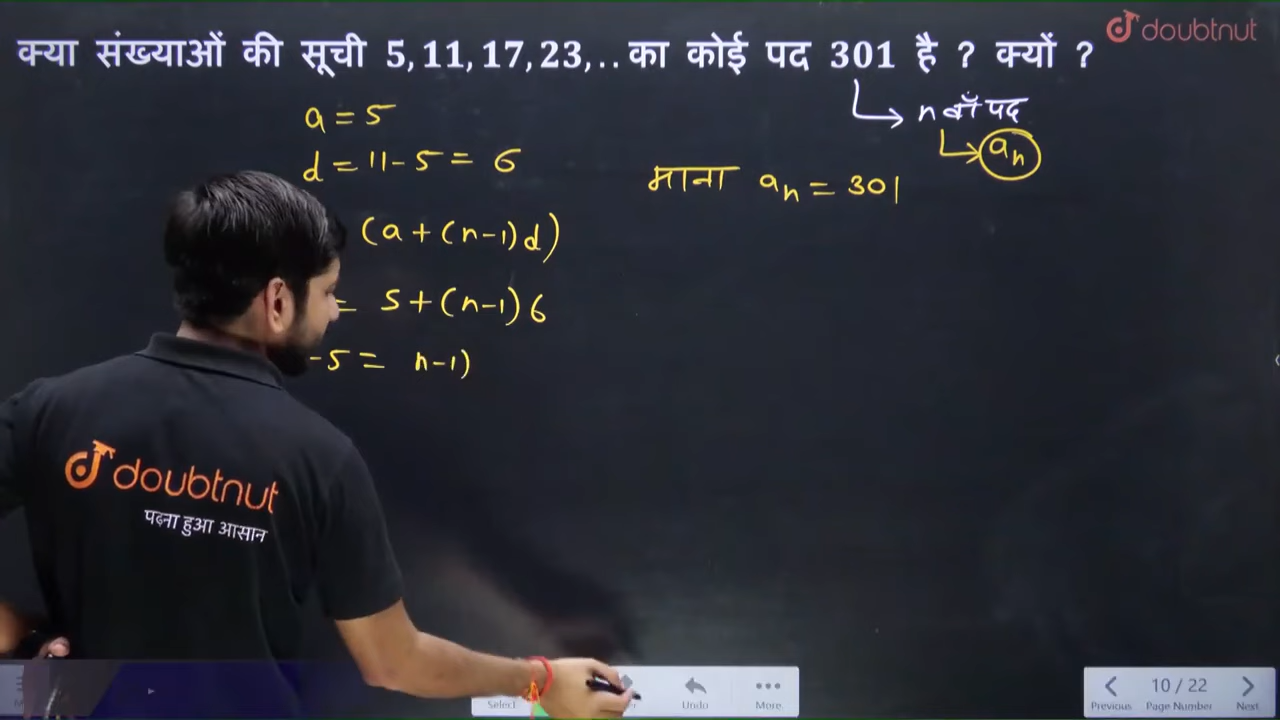 doubtnut
क्या संख्याओं की सूची 5, 11, 17, 23,.. का कोई पद 301 है ? क्यों ?
n वाँ पद
aₙ
a = 5
d = 11 - 5 = 6
माना aₙ = 301
(a + (n-1)d)
= 5 + (n-1) 6
-5 = n-1)
doubtnut
पढ़ना हुआ आसान
Select
Undo
More
10 / 22
Previous Page Number Next